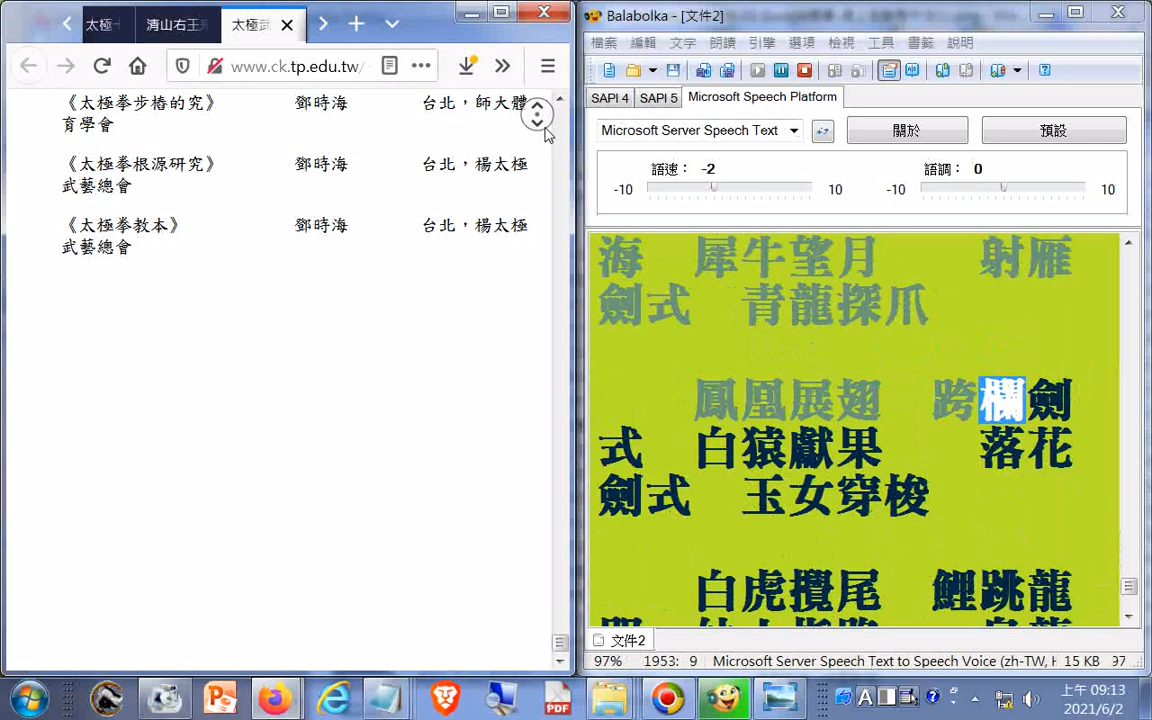 太極
清山右王
太極武
www.ck.tp.edu.tw/
《太極拳步樁的究》 鄧時海 台北，師大體
育學會
《太極拳根源研究》 鄧時海 台北，楊太極
武藝總會
《太極拳教本》 鄧時海 台北，楊太極
武藝總會
Balabolka - [文件2]
檔案 編輯 文字 朗讀 引擎 選項 檢視 工具 書籤 說明
SAPI 4 SAPI 5 Microsoft Speech Platform
Microsoft Server Speech Text 關於 預設
語速： -2 語調： 0
-10 10 -10 10
海 犀牛望月 射雁
劍式 青龍探爪
鳳凰展翅 跨欄劍
式 白猿獻果 落花
劍式 玉女穿梭
白虎攪尾 鯉跳龍
文件2
97% 1953: 9 Microsoft Server Speech Text to Speech Voice (zh-TW, H 15 KB 97
上午 09:13
2021/6/2